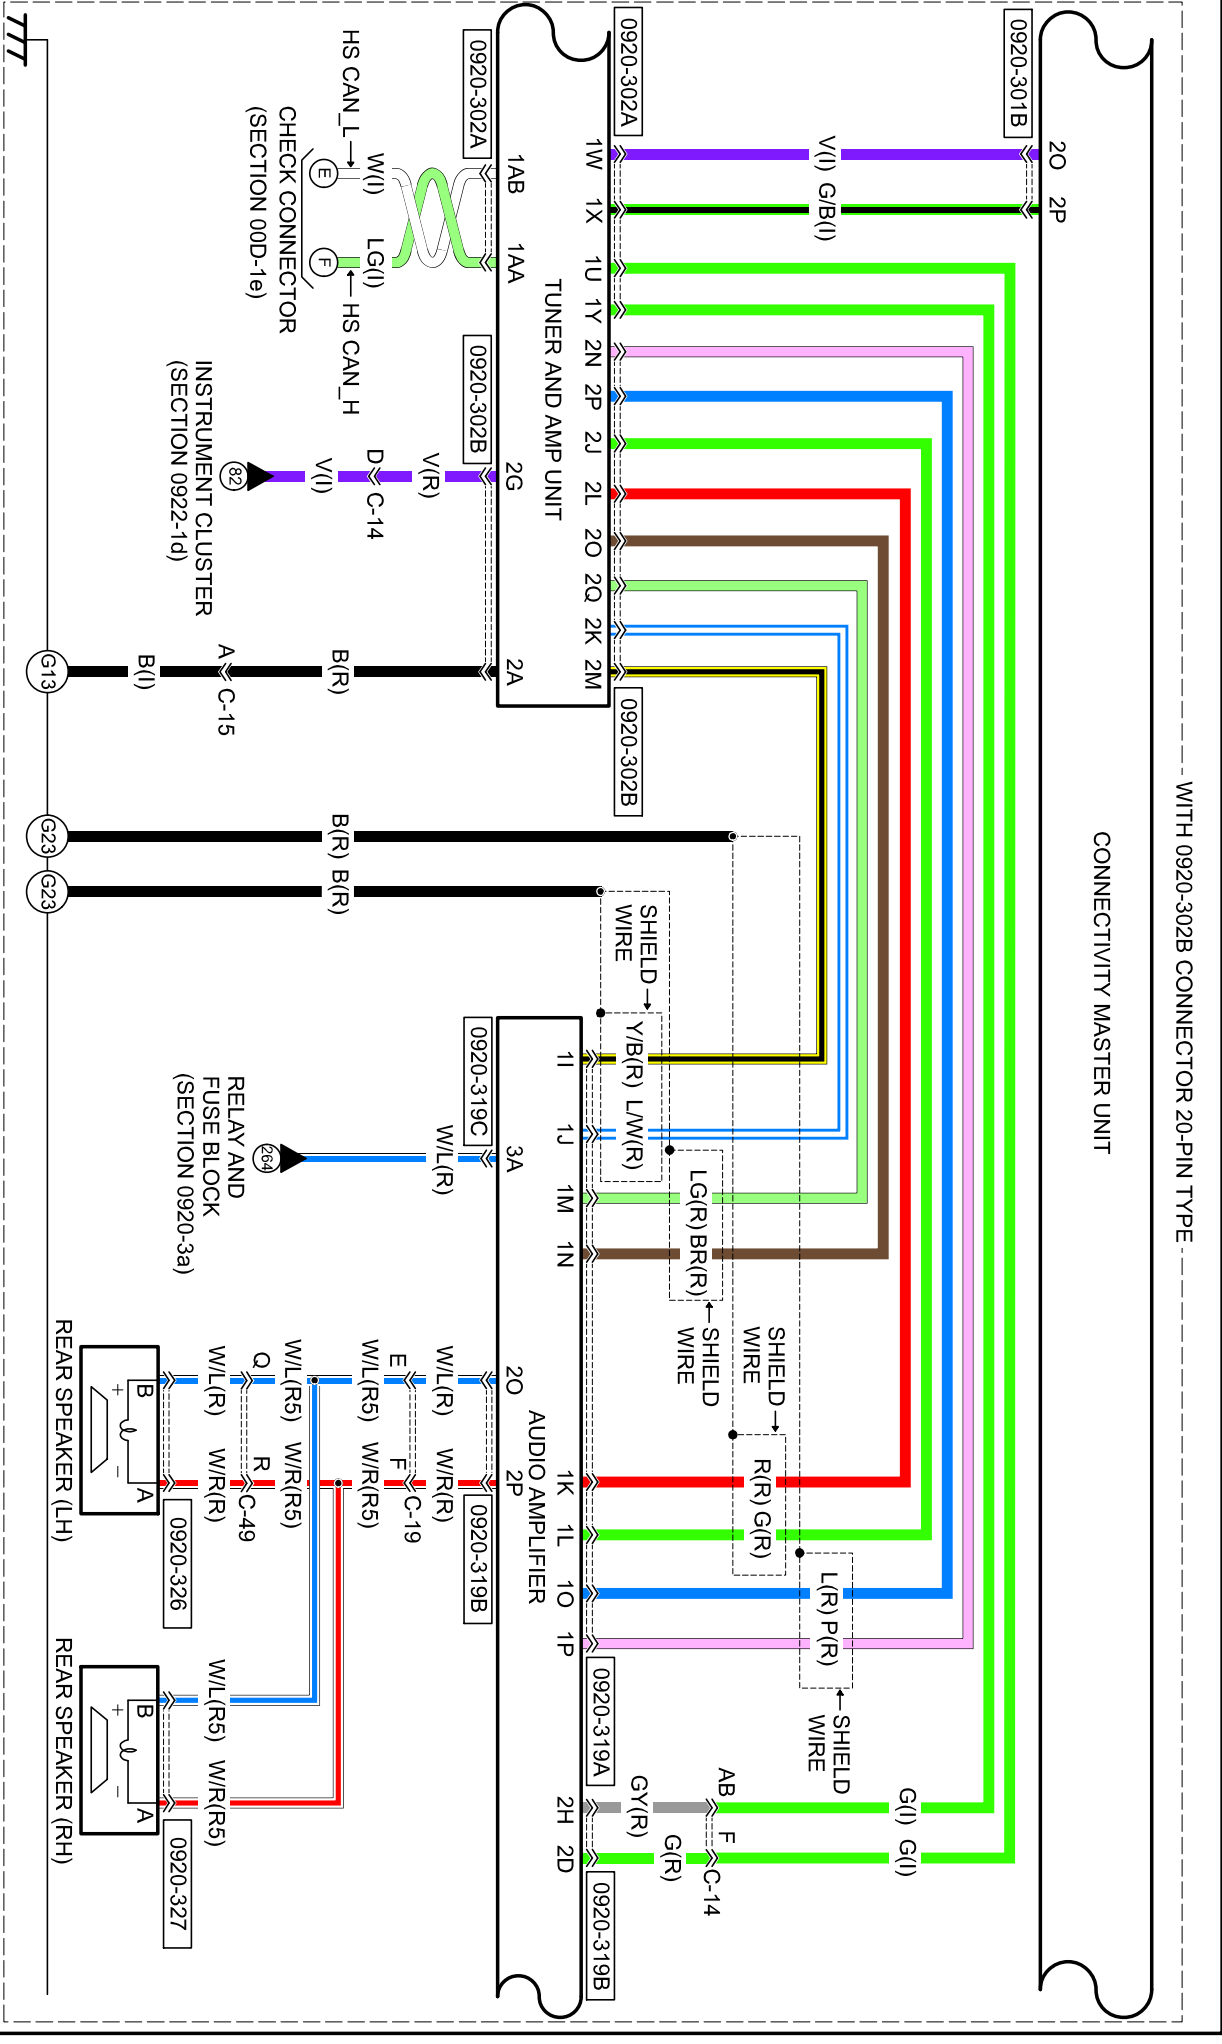 WITH 0920-302B CONNECTOR 20-PIN TYPE
CONNECTIVITY MASTER UNIT
0920-301B
2O
2P
V(I)
G/B(I)
G(I)
G(I)
0920-302A
1W
1X
1U
1Y
2N
2P
2J
2L
2O
2Q
2K
2M
0920-302B
TUNER AND AMP UNIT
0920-302A
1AB
1AA
0920-302B
2G
2A
HS CAN_L
W(I)
LG(I)
HS CAN_H
E
F
CHECK CONNECTOR
(SECTION 00D-1e)
V(R)
D
C-14
V(I)
82
INSTRUMENT CLUSTER
(SECTION 0922-1d)
B(R)
A
C-15
B(I)
G13
B(R)
B(R)
G23
G23
SHIELD
WIRE
Y/B(R)
L/W(R)
LG(R)
BR(R)
SHIELD
WIRE
SHIELD
WIRE
R(R)
G(R)
L(R)
P(R)
SHIELD
WIRE
AB
F
C-14
GY(R)
G(R)
1I
1J
1M
1N
1K
1L
1O
1P
0920-319A
2H
2D
0920-319B
AUDIO AMPLIFIER
0920-319C
3A
2O
2P
0920-319B
W/L(R)
264
RELAY AND
FUSE BLOCK
(SECTION 0920-3a)
W/L(R)
W/R(R)
E
F
C-19
W/L(R5)
W/R(R5)
W/L(R5)
W/R(R5)
Q
R
C-49
W/L(R)
W/R(R)
0920-326
B
A
+
−
REAR SPEAKER (LH)
W/L(R5)
W/R(R5)
0920-327
B
A
+
−
REAR SPEAKER (RH)